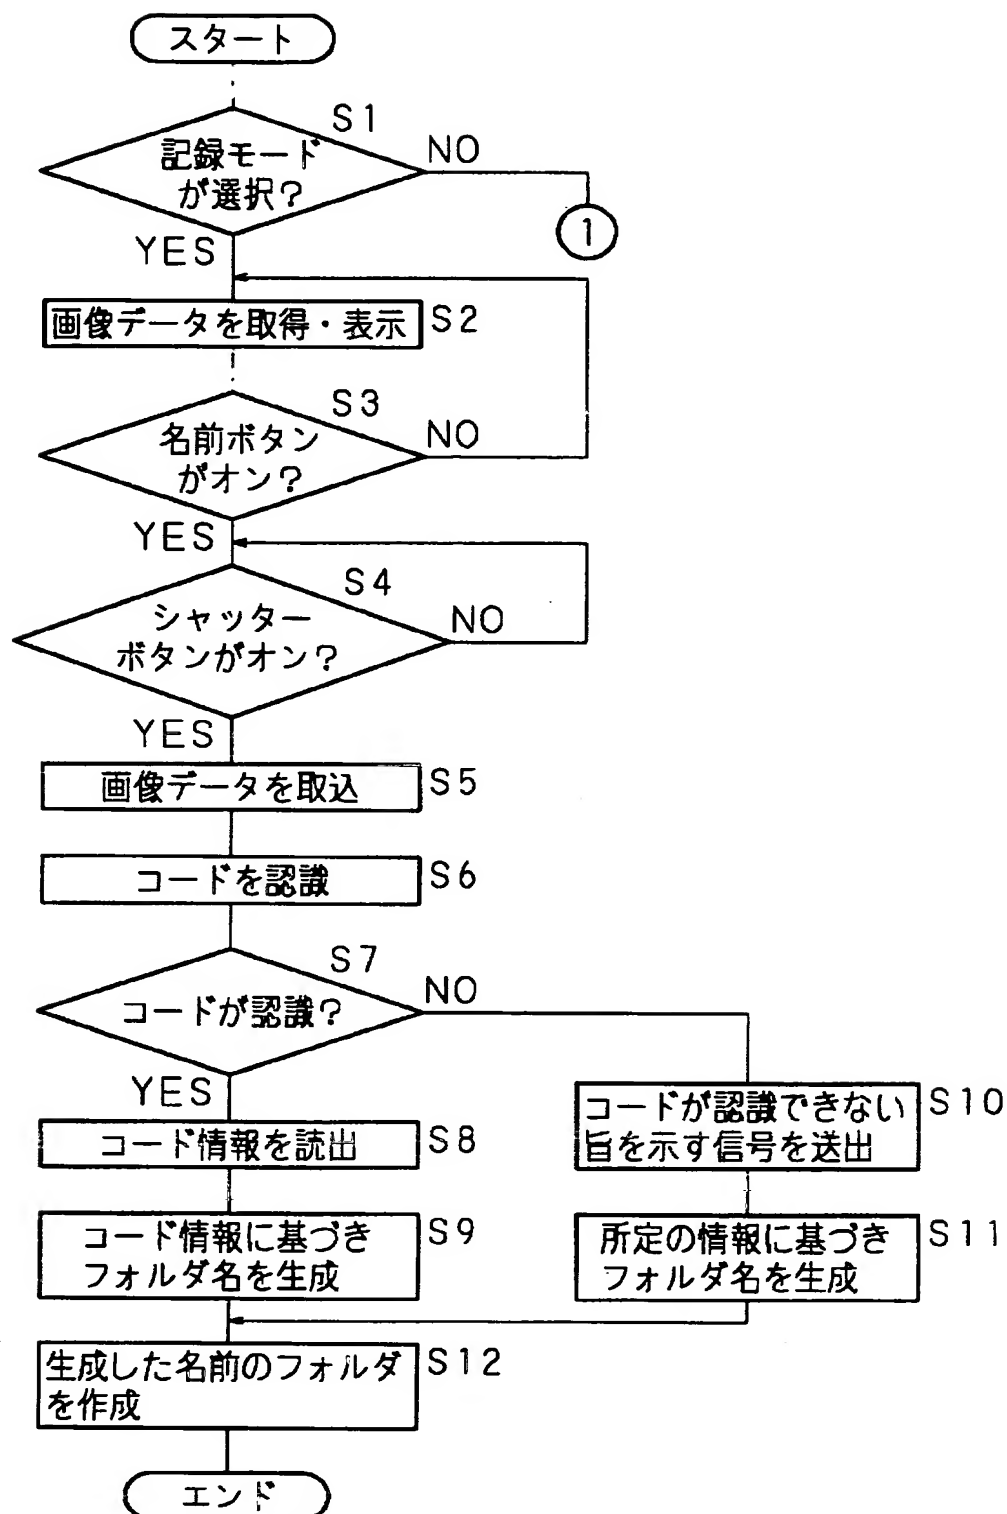 スタート
S1
記録モード
が選択?
NO
1
YES
画像データを取得・表示
S2
S3
名前ボタン
がオン?
NO
YES
S4
シャッター
ボタンがオン?
NO
YES
画像データを取込
S5
コードを認識
S6
S7
コードが認識?
NO
YES
コード情報を読出
S8
コードが認識できない
旨を示す信号を送出
S10
コード情報に基づき
フォルダ名を生成
S9
所定の情報に基づき
フォルダ名を生成
S11
生成した名前のフォルダ
を作成
S12
エンド